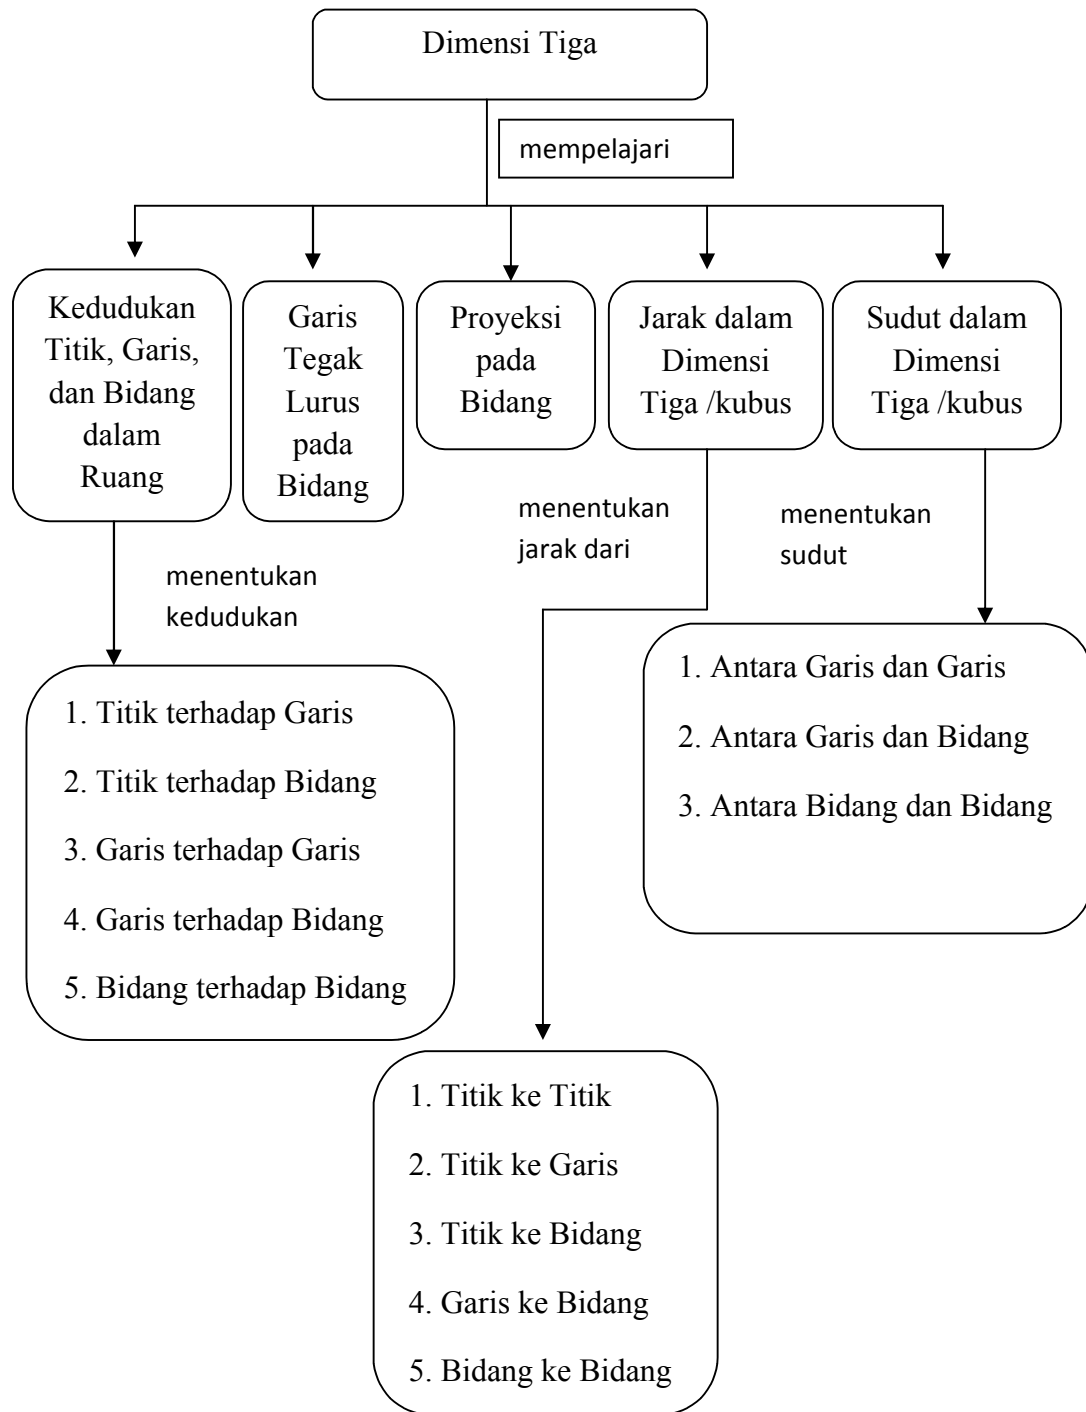 Dimensi Tiga
mempelajari
Kedudukan
Titik, Garis,
dan Bidang
dalam
Ruang
Garis
Tegak
Lurus
pada
Bidang
Proyeksi
pada
Bidang
Jarak dalam
Dimensi
Tiga /kubus
Sudut dalam
Dimensi
Tiga /kubus
menentukan
kedudukan
menentukan
jarak dari
menentukan
sudut
1. Titik terhadap Garis
2. Titik terhadap Bidang
3. Garis terhadap Garis
4. Garis terhadap Bidang
5. Bidang terhadap Bidang
1. Antara Garis dan Garis
2. Antara Garis dan Bidang
3. Antara Bidang dan Bidang
1. Titik ke Titik
2. Titik ke Garis
3. Titik ke Bidang
4. Garis ke Bidang
5. Bidang ke Bidang